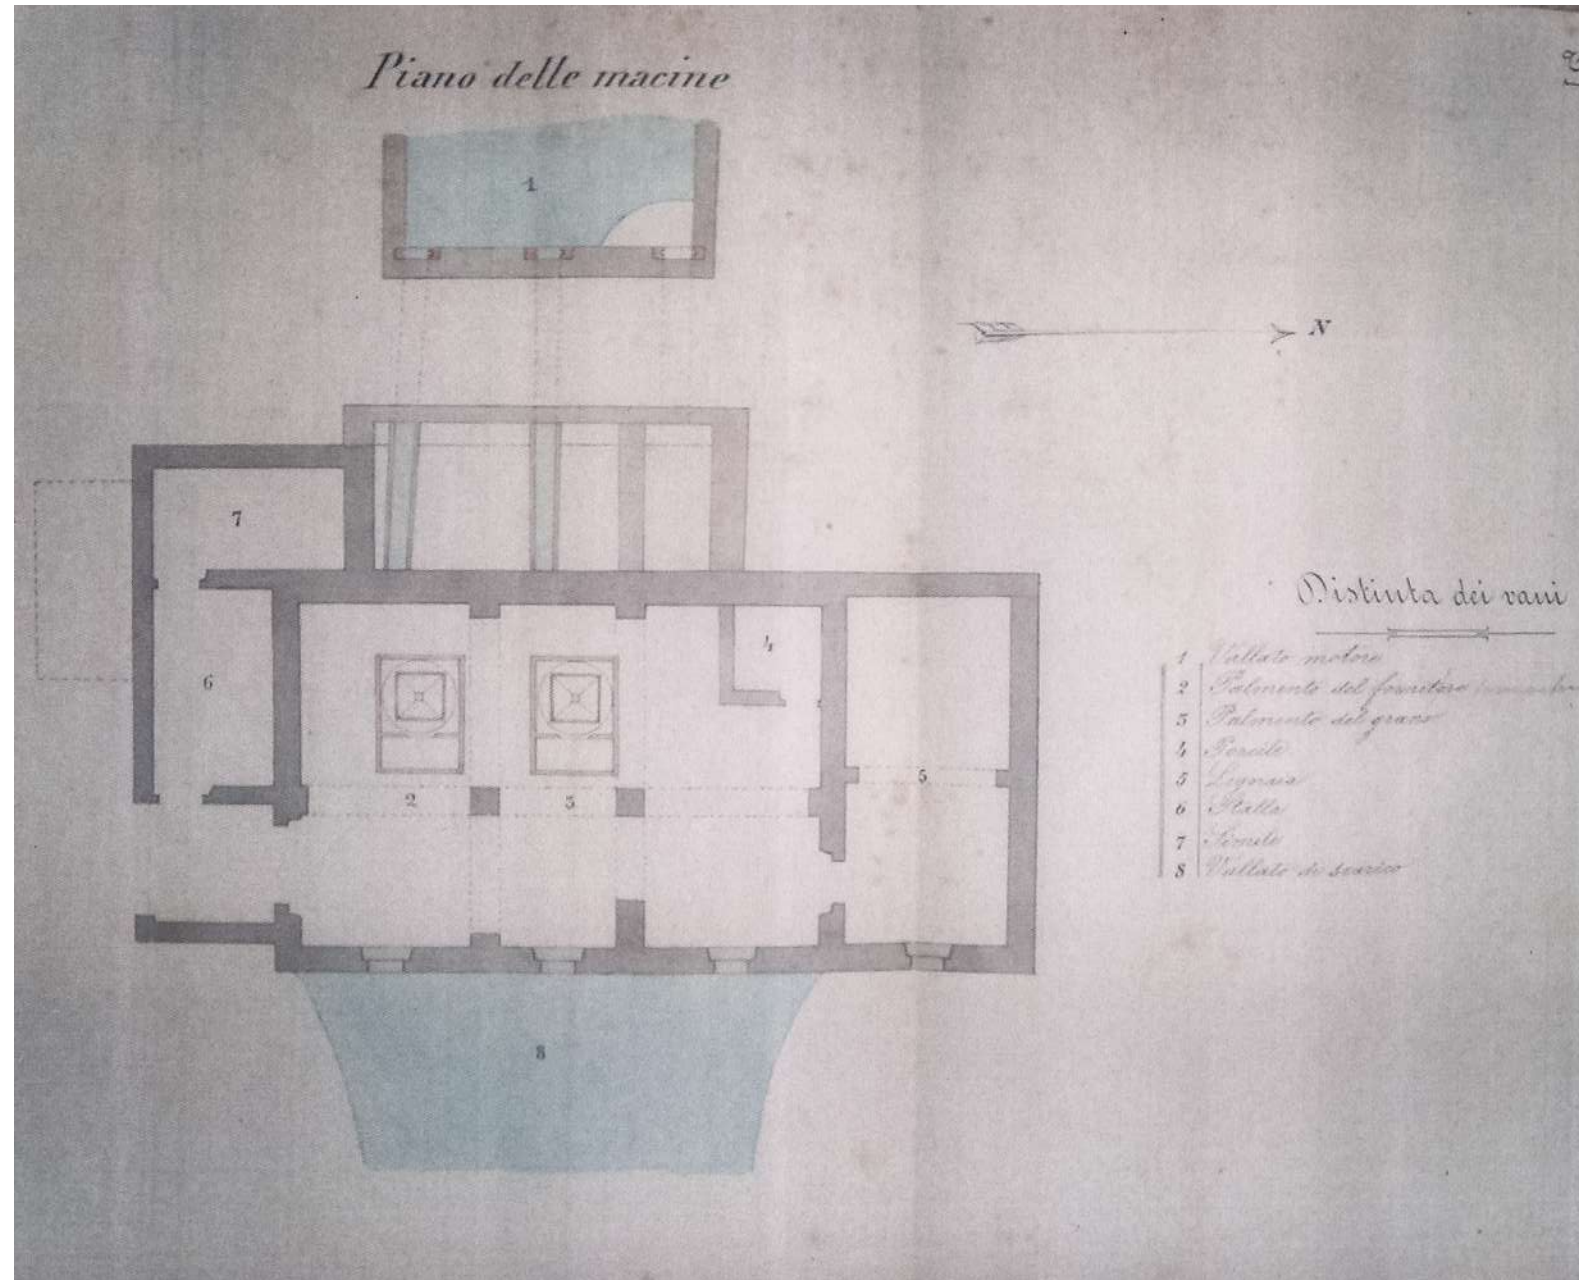 Piano delle macine
1
N
7
4
6
5
2
3
8
Distinta dei vani
1 Vallato motore
2 Palmento del
3 Palmento del grano
4 Porcile
5 Legnaia
6 Stalla
7 Fienile
8 Vallato di scarico